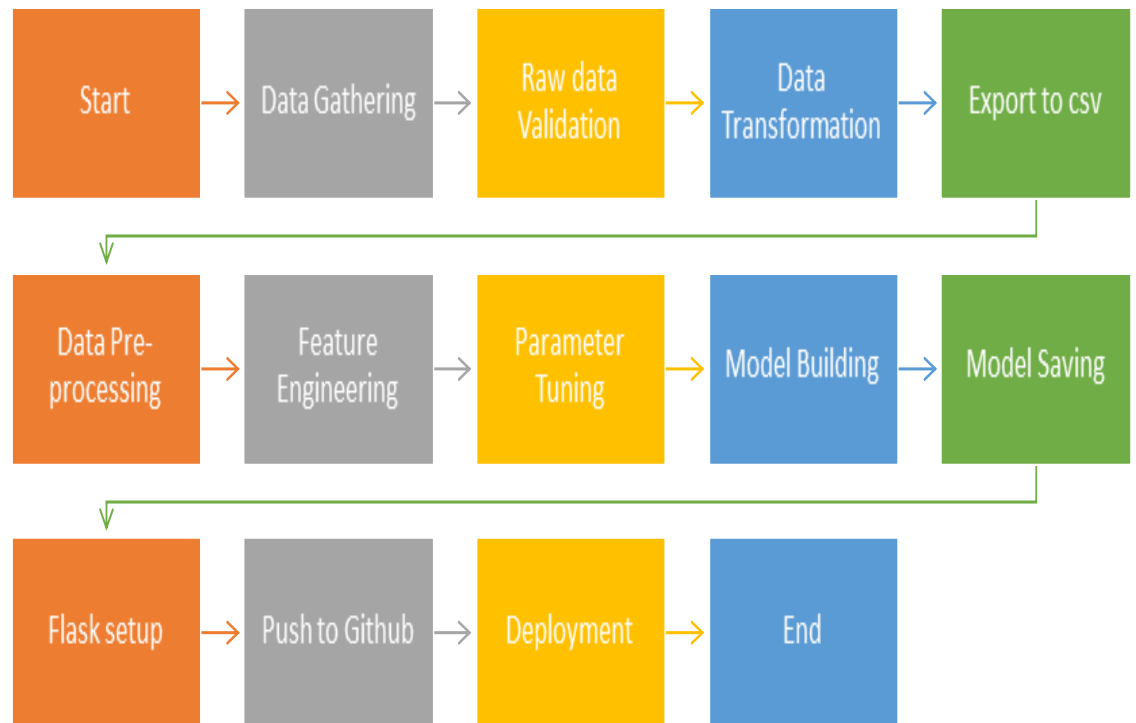 Start
Data Gathering
Raw data
Validation
Data
Transformation
Export to csv
Data Pre-
processing
Feature
Engineering
Parameter
Tuning
Model Building
Model Saving
Flask setup
Push to Github
Deployment
End